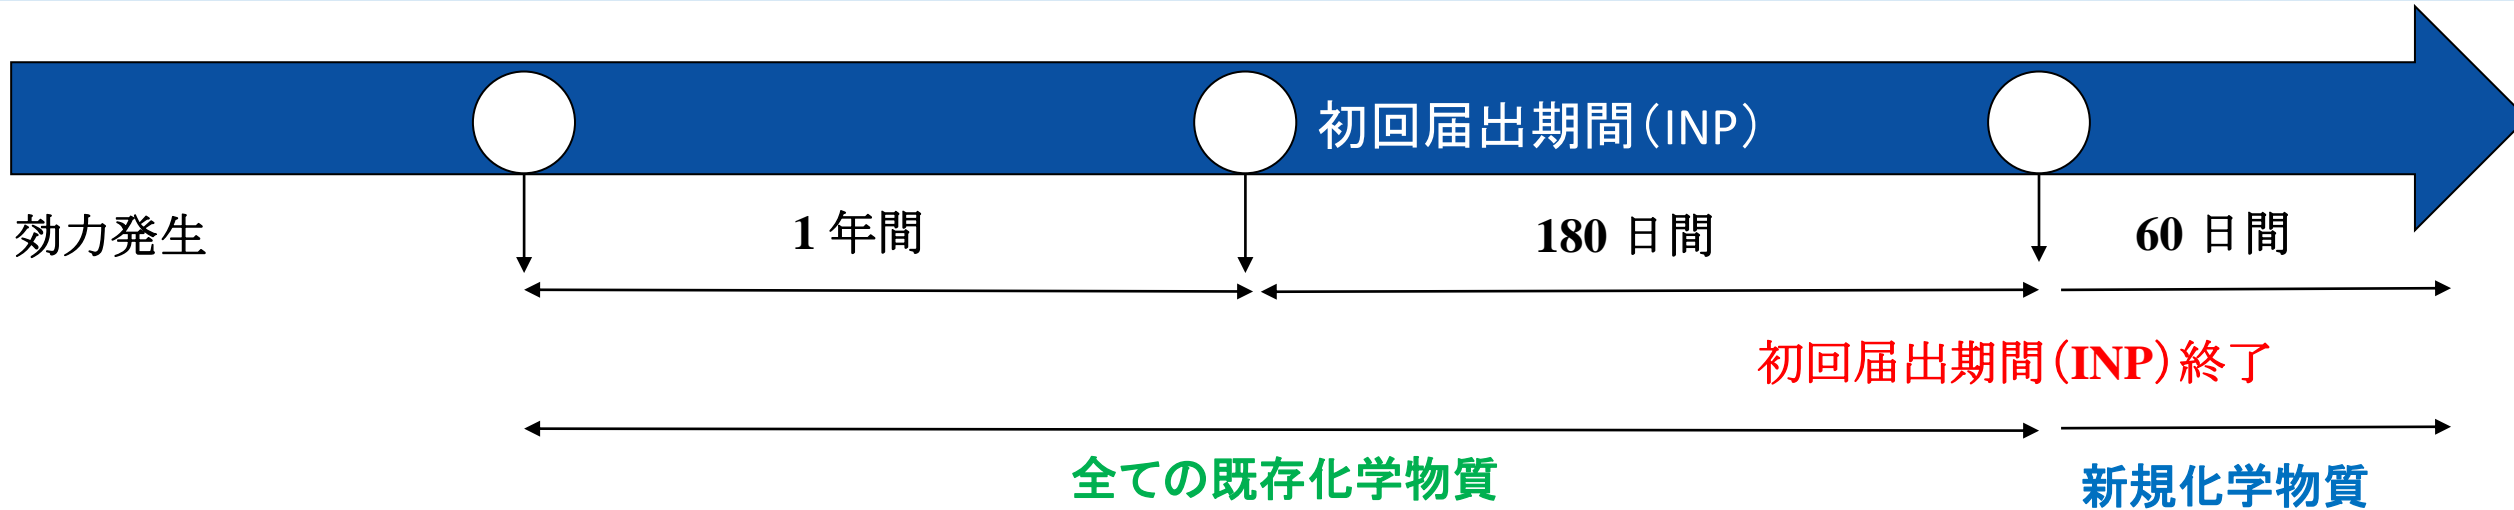 初回届出期間(INP)
効力発生
1 年間
180 日間
60 日間
初回届出期間(INP)終了
全ての既存化学物質
新規化学物質